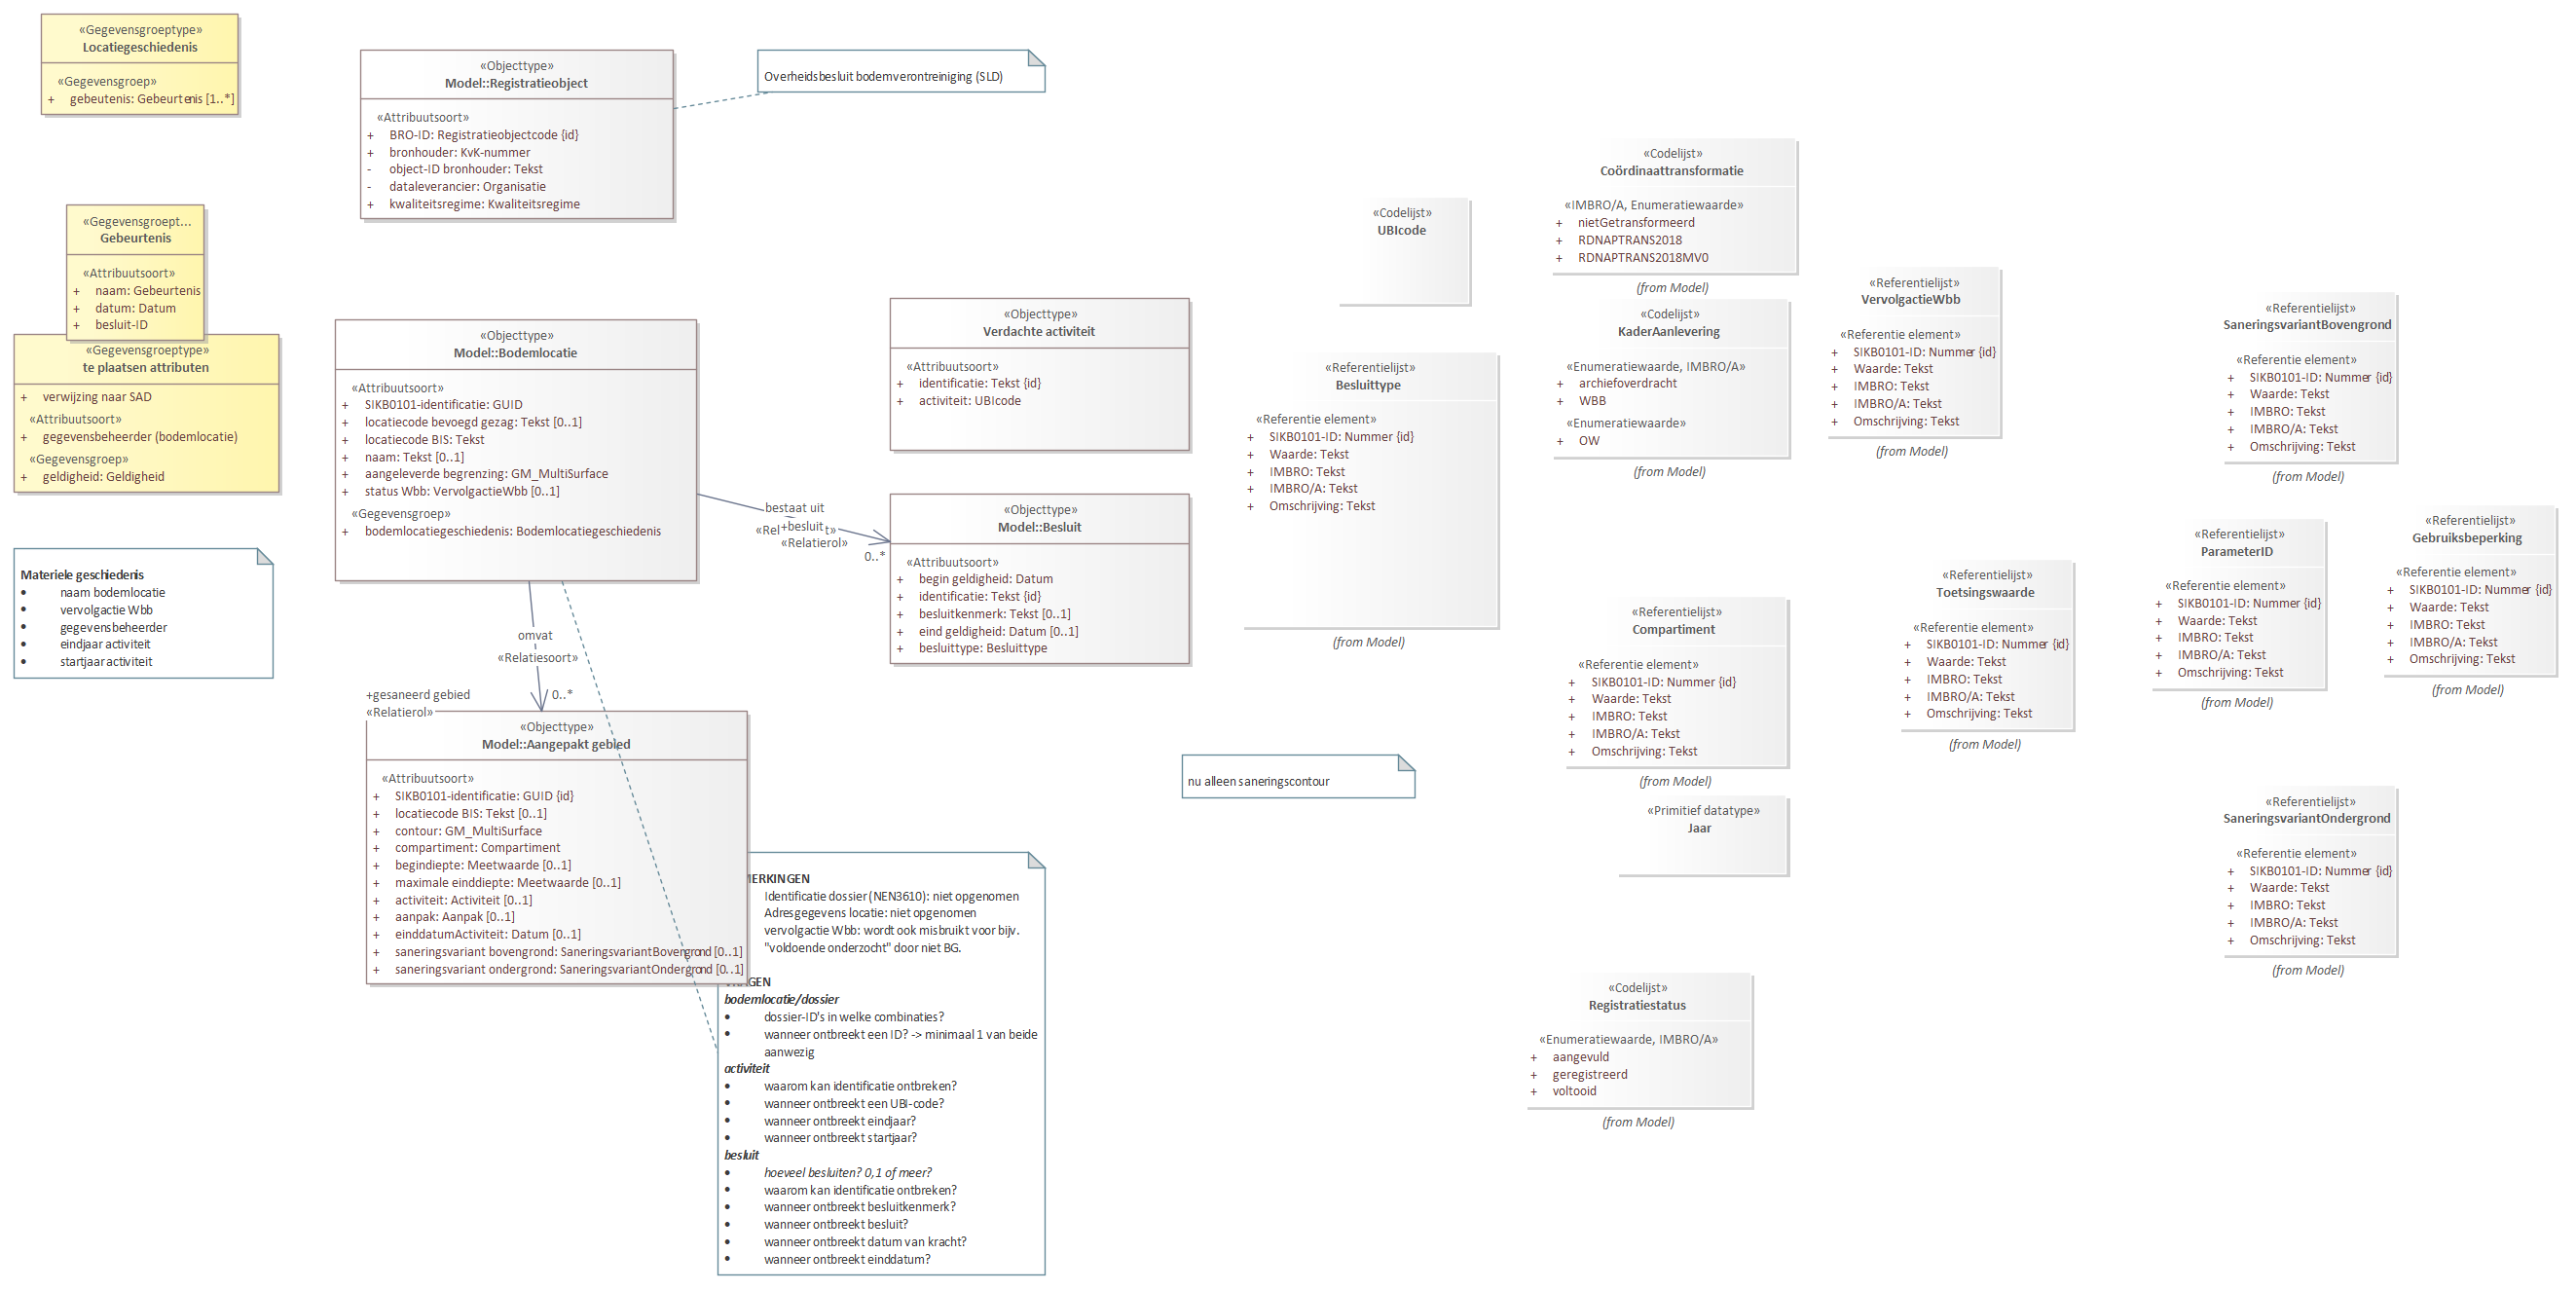 «Gegevensgroeptype»
Locatiegeschiedenis
«Gegevensgroep»
+ gebeutenis: Gebeurtenis [1..*]
«Gegevensgroept...
Gebeurtenis
«Attribuutsoort»
+ naam: Gebeurtenis
+ datum: Datum
+ besluit-ID
«Gegevensgroeptype»
te plaatsen attributen
+ verwijzing naar SAD
«Attribuutsoort»
+ gegevensbeheerder (bodemlocatie)
«Gegevensgroep»
+ geldigheid: Geldigheid
Materiele geschiedenis
• naam bodemlocatie
• vervolgactie Wbb
• gegevensbeheerder
• eindjaar activiteit
• startjaar activiteit
«Objecttype»
Model::Registratieobject
«Attribuutsoort»
+ BRO-ID: Registratieobjectcode {id}
+ bronhouder: KvK-nummer
- object-ID bronhouder: Tekst
- dataleverancier: Organisatie
+ kwaliteitsregime: Kwaliteitsregime
Overheidsbesluit bodemverontreiniging (SLD)
«Objecttype»
Model::Bodemlocatie
«Attribuutsoort»
+ SIKB0101-identificatie: GUID
+ locatiecode bevoegd gezag: Tekst [0..1]
+ locatiecode BIS: Tekst
+ naam: Tekst [0..1]
+ aangeleverde begrenzing: GM_MultiSurface
+ status Wbb: VervolgactieWbb [0..1]
«Gegevensgroep»
+ bodemlocatiegeschiedenis: Bodemlocatiegeschiedenis
«Objecttype»
Verdachte activiteit
«Attribuutsoort»
+ identificatie: Tekst {id}
+ activiteit: UBIcode
bestaat uit
«Rel +besluit t»
«Relatierol»
0..*
«Objecttype»
Model::Besluit
«Attribuutsoort»
+ begin geldigheid: Datum
+ identificatie: Tekst {id}
+ besluitkenmerk: Tekst [0..1]
+ eind geldigheid: Datum [0..1]
+ besluittype: Besluittype
omvat
«Relatiesoort»
+gesaneerd gebied 0..*
«Relatierol»
«Objecttype»
Model::Aangepakt gebied
«Attribuutsoort»
+ SIKB0101-identificatie: GUID {id}
+ locatiecode BIS: Tekst [0..1]
+ contour: GM_MultiSurface
+ compartiment: Compartiment
+ begindiepte: Meetwaarde [0..1]
+ maximale einddiepte: Meetwaarde [0..1]
+ activiteit: Activiteit [0..1]
+ aanpak: Aanpak [0..1]
+ einddatumActiviteit: Datum [0..1]
+ saneringsvariant bovengrond: SaneringsvariantBovengrond [0..1]
+ saneringsvariant ondergrond: SaneringsvariantOndergrond [0..1]
MERKINGEN
Identificatie dossier (NEN3610): niet opgenomen
Adresgegevens locatie: niet opgenomen
vervolgactie Wbb: wordt ook misbruikt voor bijv.
"voldoende onderzocht" door niet BG.
VRAGEN
bodemlocatie/dossier
• dossier-ID's in welke combinaties?
• wanneer ontbreekt een ID? -> minimaal 1 van beide
aanwezig
activiteit
• waarom kan identificatie ontbreken?
• wanneer ontbreekt een UBI-code?
• wanneer ontbreekt eindjaar?
• wanneer ontbreekt startjaar?
besluit
• hoeveel besluiten? 0,1 of meer?
• waarom kan identificatie ontbreken?
• wanneer ontbreekt besluitkenmerk?
• wanneer ontbreekt besluit?
• wanneer ontbreekt datum van kracht?
• wanneer ontbreekt einddatum?
nu alleen saneringscontour
«Codelijst»
UBIcode
«Referentielijst»
Besluittype
«Referentie element»
+ SIKB0101-ID: Nummer {id}
+ Waarde: Tekst
+ IMBRO: Tekst
+ IMBRO/A: Tekst
+ Omschrijving: Tekst
(from Model)
«Codelijst»
Coördinaattransformatie
«IMBRO/A, Enumeratiewaarde»
+ nietGetransformeerd
+ RDNAPTRANS2018
+ RDNAPTRANS2018MV0
(from Model)
«Codelijst»
KaderAanlevering
«Enumeratiewaarde, IMBRO/A»
+ archiefoverdracht
+ WBB
«Enumeratiewaarde»
+ OW
(from Model)
«Referentielijst»
VervolgactieWbb
«Referentie element»
+ SIKB0101-ID: Nummer {id}
+ Waarde: Tekst
+ IMBRO: Tekst
+ IMBRO/A: Tekst
+ Omschrijving: Tekst
(from Model)
«Referentielijst»
SaneringsvariantBovengrond
«Referentie element»
+ SIKB0101-ID: Nummer {id}
+ Waarde: Tekst
+ IMBRO: Tekst
+ IMBRO/A: Tekst
+ Omschrijving: Tekst
(from Model)
«Referentielijst»
Compartiment
«Referentie element»
+ SIKB0101-ID: Nummer {id}
+ Waarde: Tekst
+ IMBRO: Tekst
+ IMBRO/A: Tekst
+ Omschrijving: Tekst
(from Model)
«Referentielijst»
Toetsingswaarde
«Referentie element»
+ SIKB0101-ID: Nummer {id}
+ Waarde: Tekst
+ IMBRO: Tekst
+ IMBRO/A: Tekst
+ Omschrijving: Tekst
(from Model)
«Referentielijst»
ParameterID
«Referentie element»
+ SIKB0101-ID: Nummer {id}
+ Waarde: Tekst
+ IMBRO: Tekst
+ IMBRO/A: Tekst
+ Omschrijving: Tekst
(from Model)
«Referentielijst»
Gebruiksbeperking
«Referentie element»
+ SIKB0101-ID: Nummer {id}
+ Waarde: Tekst
+ IMBRO: Tekst
+ IMBRO/A: Tekst
+ Omschrijving: Tekst
(from Model)
«Primitief datatype»
Jaar
«Referentielijst»
SaneringsvariantOndergrond
«Referentie element»
+ SIKB0101-ID: Nummer {id}
+ Waarde: Tekst
+ IMBRO: Tekst
+ IMBRO/A: Tekst
+ Omschrijving: Tekst
(from Model)
«Codelijst»
Registratiestatus
«Enumeratiewaarde, IMBRO/A»
+ aangevuld
+ geregistreerd
+ voltooid
(from Model)